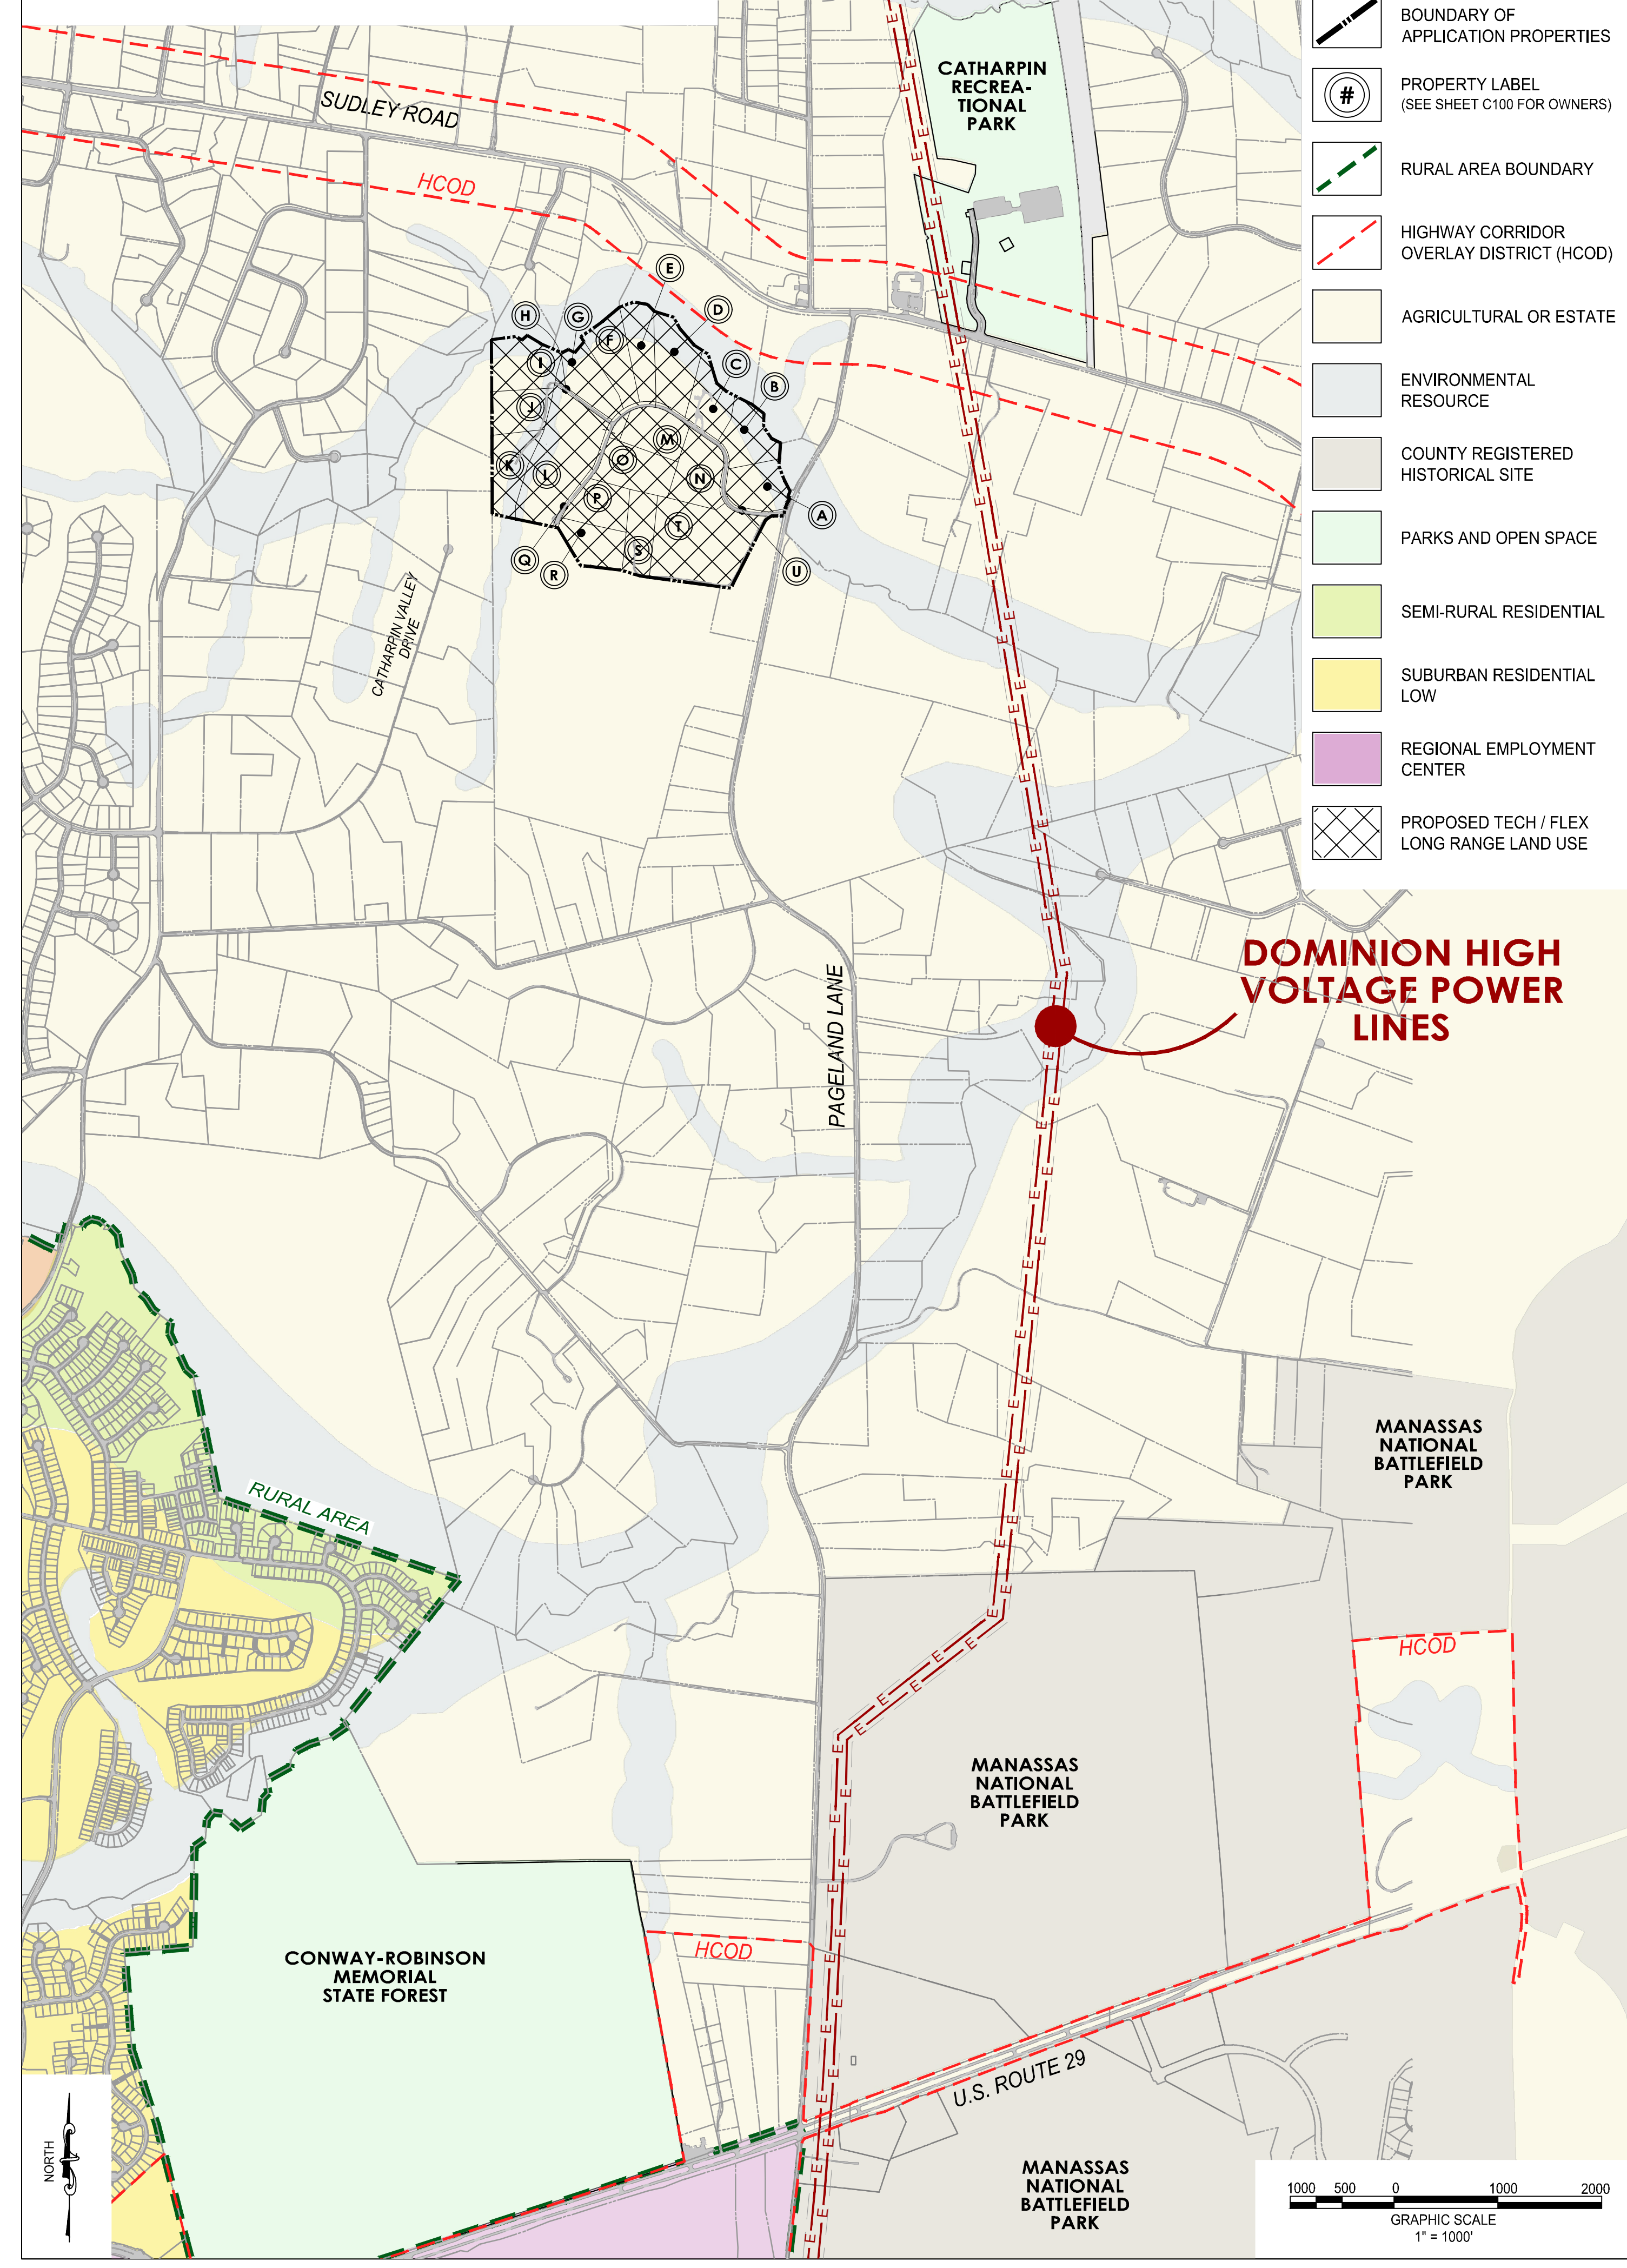 BOUNDARY OF
APPLICATION PROPERTIES
#
PROPERTY LABEL
(SEE SHEET C100 FOR OWNERS)
RURAL AREA BOUNDARY
HIGHWAY CORRIDOR
OVERLAY DISTRICT (HCOD)
AGRICULTURAL OR ESTATE
ENVIRONMENTAL
RESOURCE
COUNTY REGISTERED
HISTORICAL SITE
PARKS AND OPEN SPACE
SEMI-RURAL RESIDENTIAL
SUBURBAN RESIDENTIAL
LOW
REGIONAL EMPLOYMENT
CENTER
PROPOSED TECH / FLEX
LONG RANGE LAND USE
CATHARPIN
RECREA-
TIONAL
PARK
SUDLEY ROAD
HCOD
E
H
G
D
F
I
C
B
J
M
K
L
O
N
P
A
T
Q
R
S
U
CATHARPIN VALLEY
DRIVE
PAGELAND LANE
DOMINION HIGH
VOLTAGE POWER
LINES
RURAL AREA
MANASSAS
NATIONAL
BATTLEFIELD
PARK
HCOD
MANASSAS
NATIONAL
BATTLEFIELD
PARK
CONWAY-ROBINSON
MEMORIAL
STATE FOREST
HCOD
U.S. ROUTE 29
MANASSAS
NATIONAL
BATTLEFIELD
PARK
NORTH
1000 500 0 1000 2000
GRAPHIC SCALE
1" = 1000'